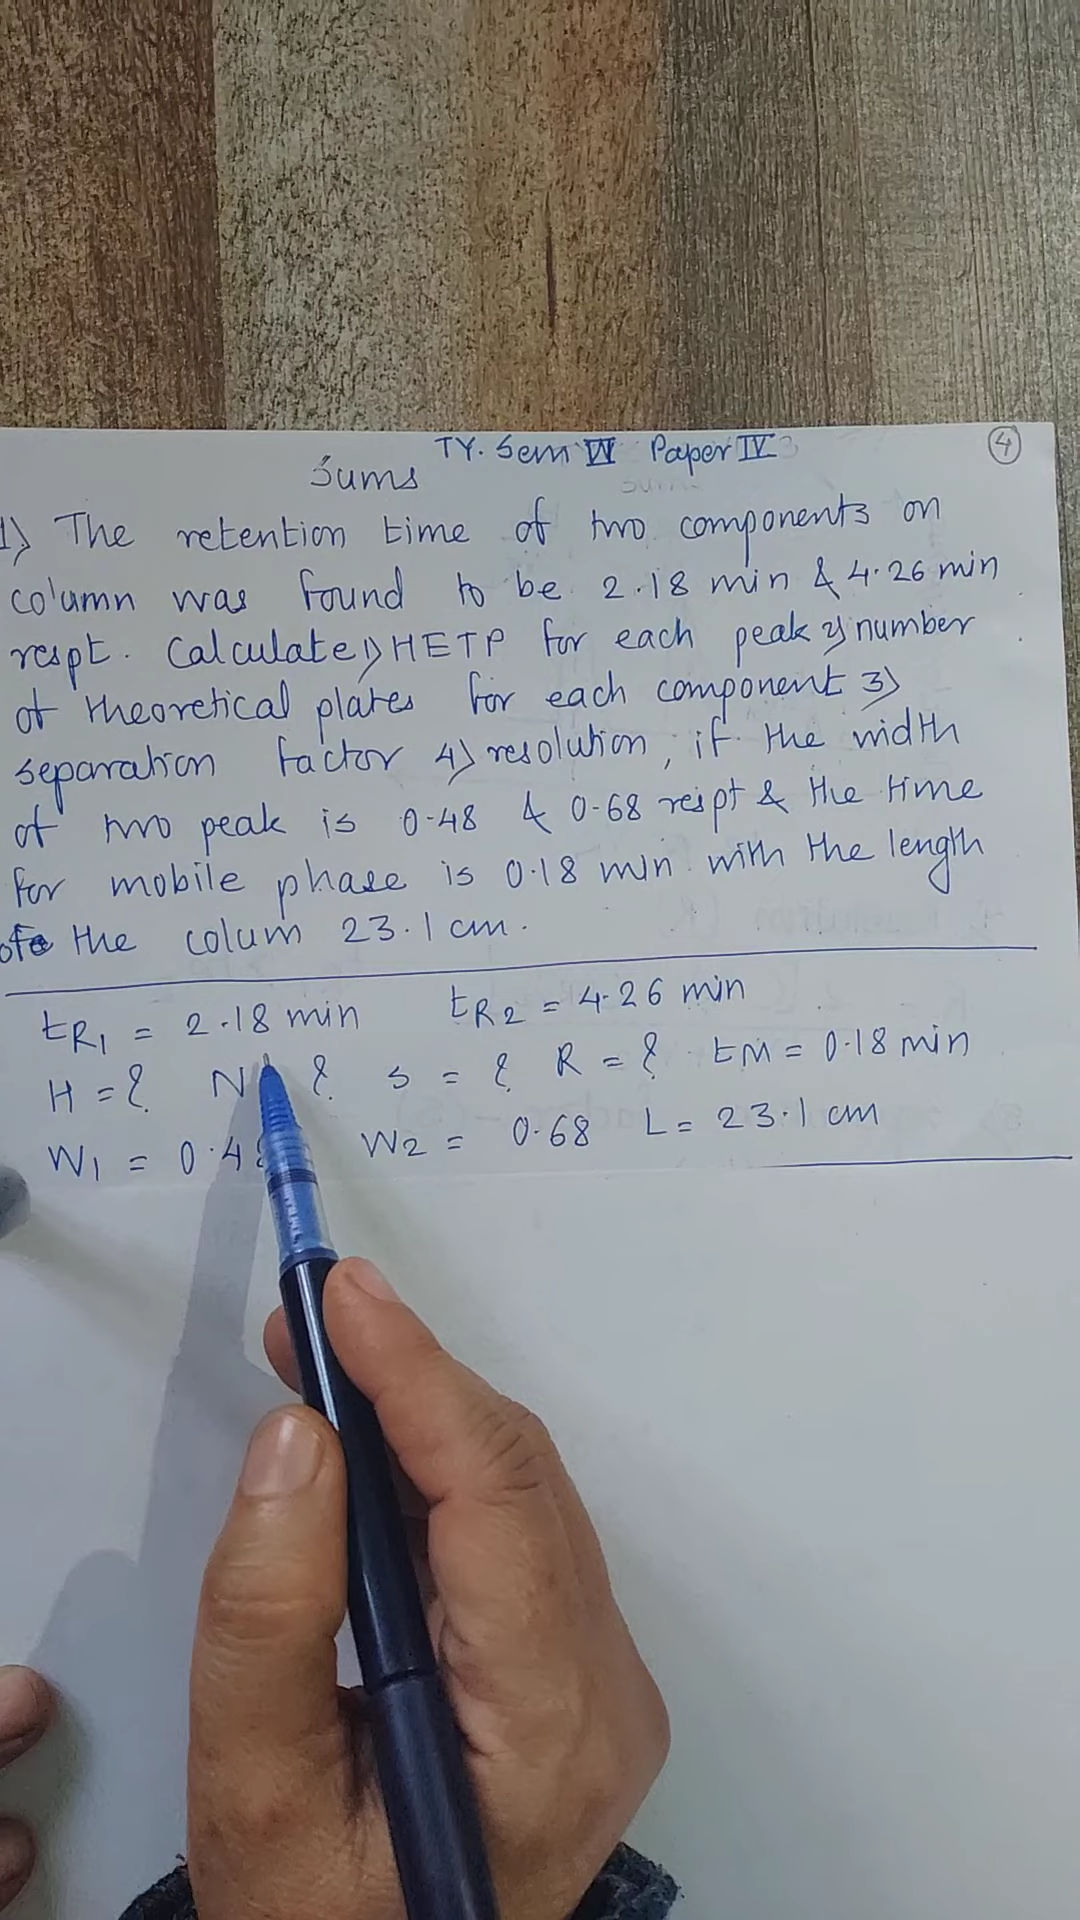 TY. Sem VI Paper IV
4
Sums
1) The retention time of two components on
column was found to be 2.18 min & 4.26 min
respt. Calculate 1) HETP for each peak 2) number
of theoretical plates for each component 3)
separation factor 4) resolution, if the width
of two peak is 0.48 & 0.68 respt & the time
for mobile phase is 0.18 min with the length
of the colum 23.1 cm.
tR1 = 2.18 min tR2 = 4.26 min
H = ? N ? S = ? R = ? tM = 0.18 min
W1 = 0.48 W2 = 0.68 L = 23.1 cm